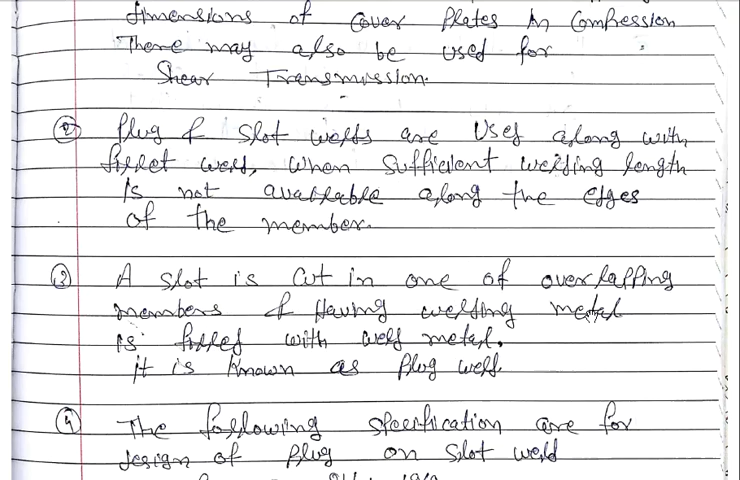 dimensions of cover plates in compression
There may also be used for
Shear Transmission.
② Plug & slot welds are used along with
fillet weld, when sufficient welding length
is not available along the edges
of the member.
③ A slot is cut in one of overlapping
members & Having welding metal
is filled with weld metal.
it is known as plug weld.
④ The following specification are for
design of plug on slot weld